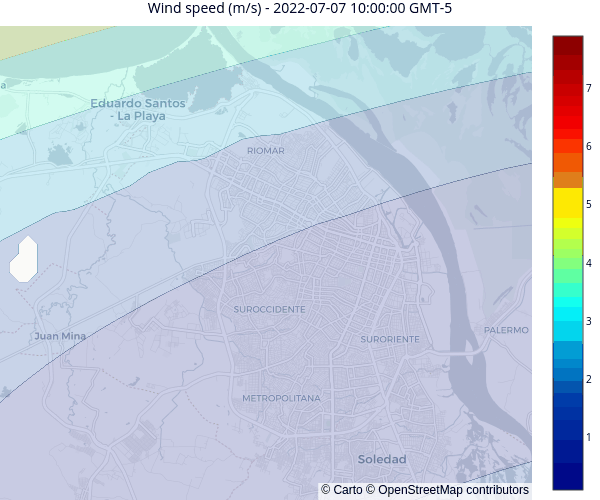 Wind speed (m/s) - 2022-07-07 10:00:00 GMT-5
a
Eduardo Santos
- La Playa
RIOMAR
SUROCCIDENTE
Juan Mina
SURORIENTE
PALERMO
METROPOLITANA
Soledad
© Carto © OpenStreetMap contributors
7
6
5
4
3
2
1